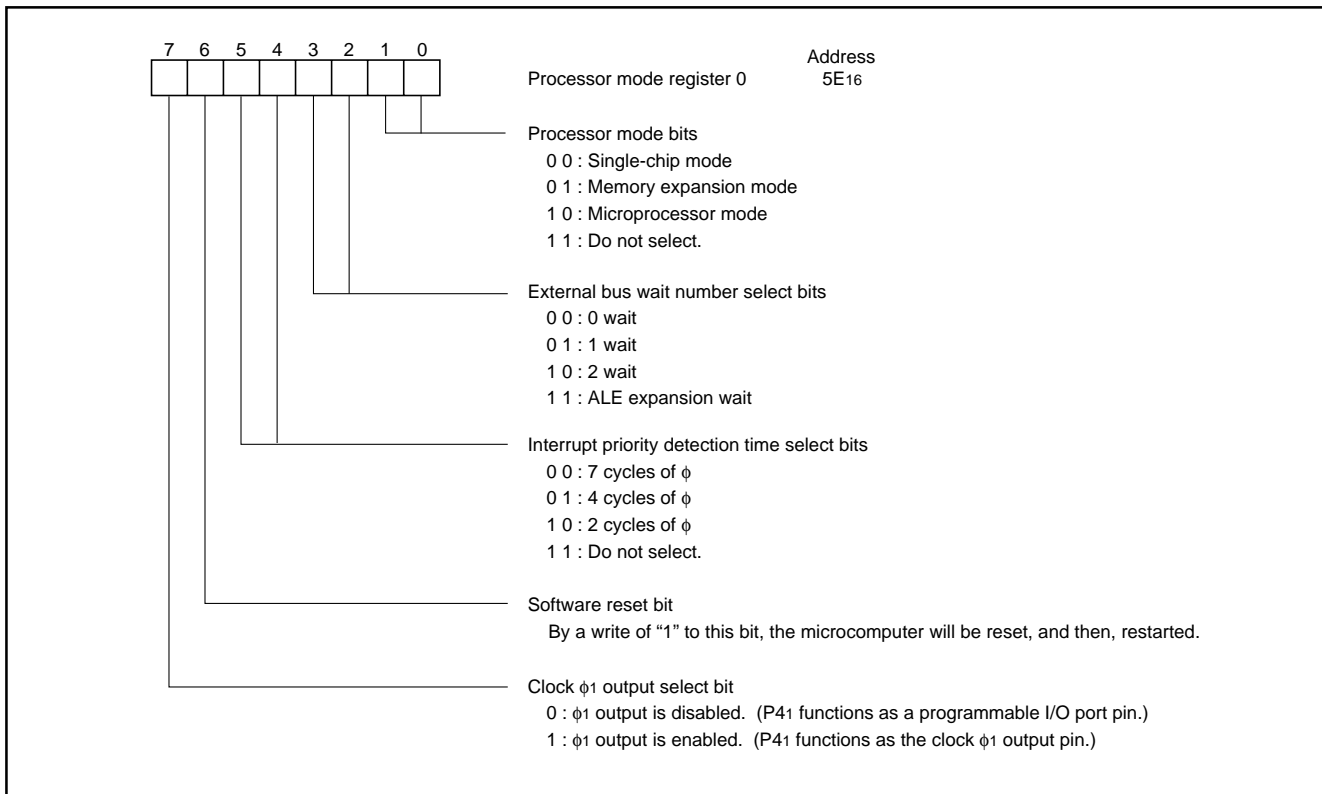 7 6 5 4 3 2 1 0
Address
Processor mode register 0 5E16
Processor mode bits
0 0 : Single-chip mode
0 1 : Memory expansion mode
1 0 : Microprocessor mode
1 1 : Do not select.
External bus wait number select bits
0 0 : 0 wait
0 1 : 1 wait
1 0 : 2 wait
1 1 : ALE expansion wait
Interrupt priority detection time select bits
0 0 : 7 cycles of ϕ
0 1 : 4 cycles of ϕ
1 0 : 2 cycles of ϕ
1 1 : Do not select.
Software reset bit
By a write of “1” to this bit, the microcomputer will be reset, and then, restarted.
Clock ϕ1 output select bit
0 : ϕ1 output is disabled. (P41 functions as a programmable I/O port pin.)
1 : ϕ1 output is enabled. (P41 functions as the clock ϕ1 output pin.)